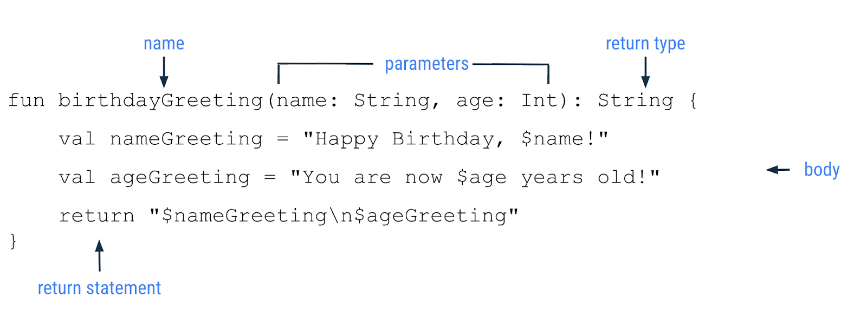 name
return type
parameters
fun birthdayGreeting(name: String, age: Int): String {
    val nameGreeting = "Happy Birthday, $name!"
    val ageGreeting = "You are now $age years old!"
body
    return "$nameGreeting\n$ageGreeting"
}
return statement